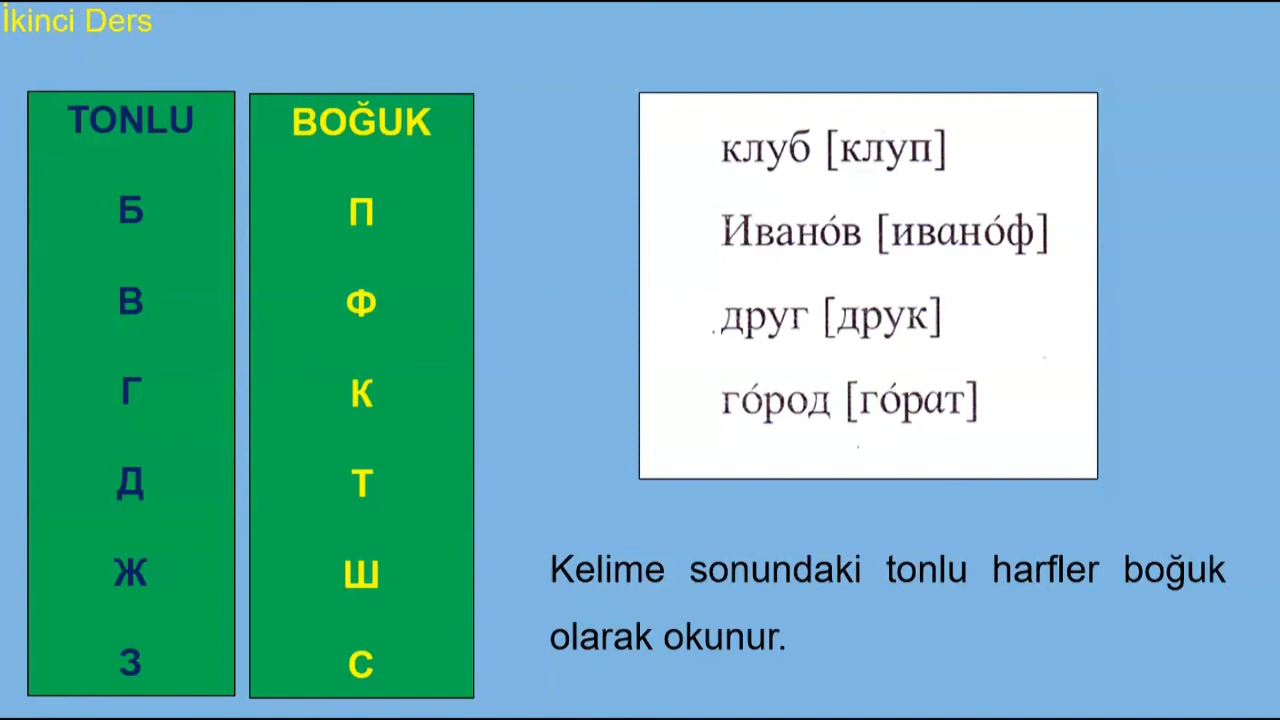 İkinci Ders
TONLU BOĞUK
Б П
В Ф
Г К
Д Т
Ж Ш
З С
клуб [клуп]
Ивано́в [ивано́ф]
друг [друк]
го́род [го́рат]
Kelime sonundaki tonlu harfler boğuk
olarak okunur.